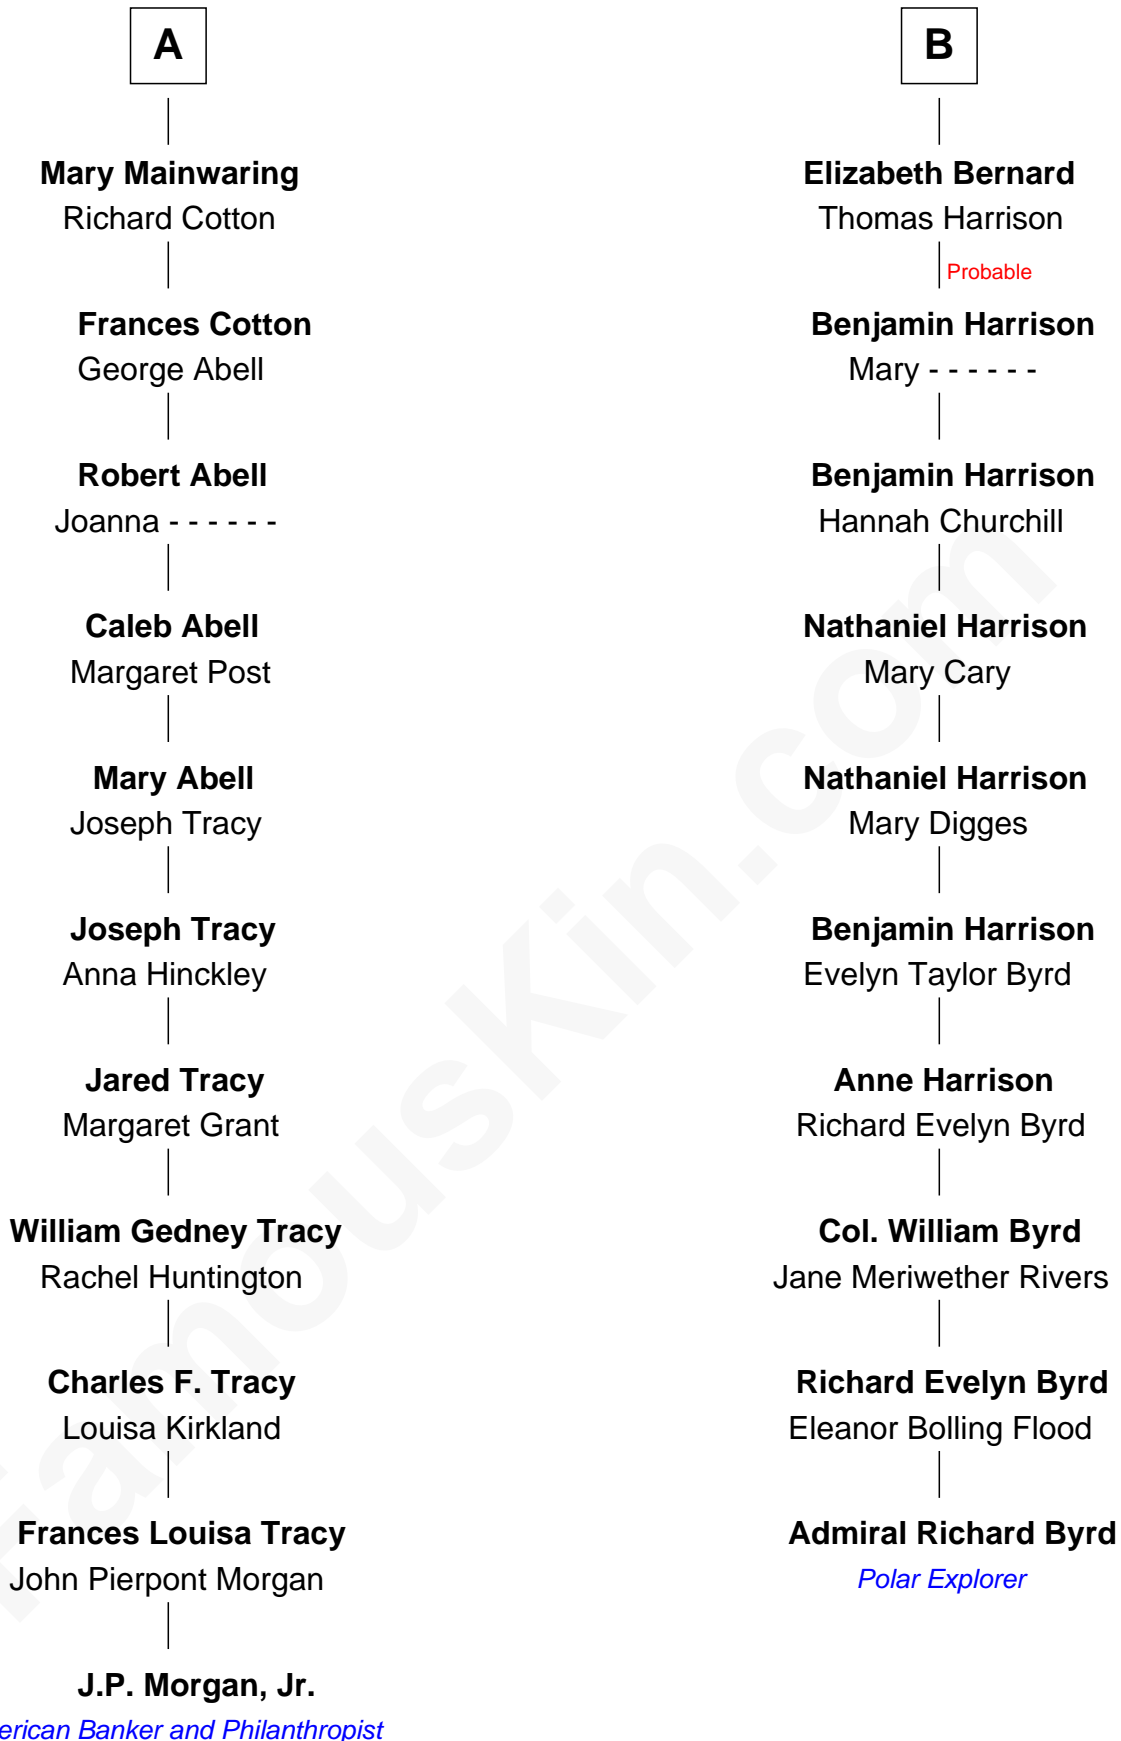 A
Mary Mainwaring
Richard Cotton
Frances Cotton
George Abell
Robert Abell
Joanna - - - - - -
Caleb Abell
Margaret Post
Mary Abell
Joseph Tracy
Joseph Tracy
Anna Hinckley
Jared Tracy
Margaret Grant
William Gedney Tracy
Rachel Huntington
Charles F. Tracy
Louisa Kirkland
Frances Louisa Tracy
John Pierpont Morgan
J.P. Morgan, Jr.
erican Banker and Philanthropist
B
Elizabeth Bernard
Thomas Harrison
Probable
Benjamin Harrison
Mary - - - - - -
Benjamin Harrison
Hannah Churchill
Nathaniel Harrison
Mary Cary
Nathaniel Harrison
Mary Digges
Benjamin Harrison
Evelyn Taylor Byrd
Anne Harrison
Richard Evelyn Byrd
Col. William Byrd
Jane Meriwether Rivers
Richard Evelyn Byrd
Eleanor Bolling Flood
Admiral Richard Byrd
Polar Explorer
FamousKin.com